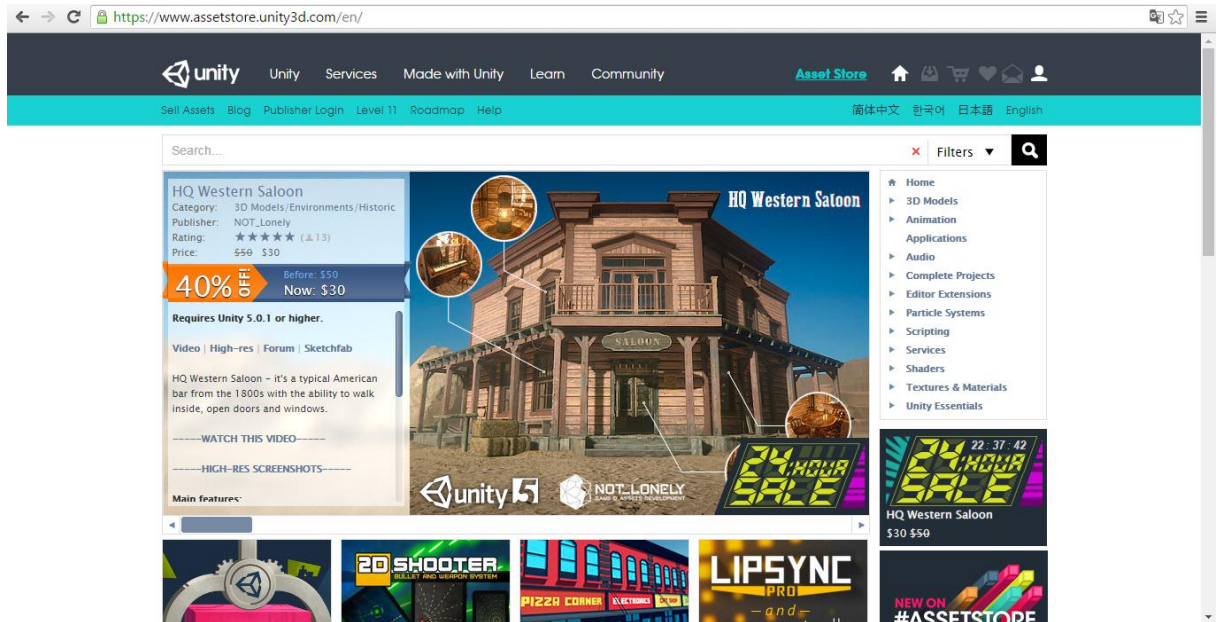 https://www.assetstore.unity3d.com/en/
unity Unity Services Made with Unity Learn Community Asset Store
Sell Assets Blog Publisher Login Level 11 Roadmap Help 简体中文 한국어 日本語 English
Search... × Filters ▼
HQ Western Saloon
Category: 3D Models/Environments/Historic
Publisher: NOT_Lonely
Rating: ★★★★★ (13)
Price: $50 $30
40% OFF!
Before: $50
Now: $30
Requires Unity 5.0.1 or higher.
Video | High-res | Forum | Sketchfab
HQ Western Saloon – it's a typical American
bar from the 1800s with the ability to walk
inside, open doors and windows.
-----WATCH THIS VIDEO-----
-----HIGH-RES SCREENSHOTS-----
Main features:
HQ Western Saloon
SALOON
unity 5
NOT_LONELY
GAME & ASSETS DEVELOPMENT
24:HOUR
SALE
Home
3D Models
Animation
Applications
Audio
Complete Projects
Editor Extensions
Particle Systems
Scripting
Services
Shaders
Textures & Materials
Unity Essentials
22:37:42
24:HOUR
SALE
HQ Western Saloon
$30 $50
2D SHOOTER
BULLET AND WEAPON SYSTEM
PIZZA CORNER
ELECTRONICS
LIPSYNC
PRO
– and –
NEW ON
#ASSETSTORE